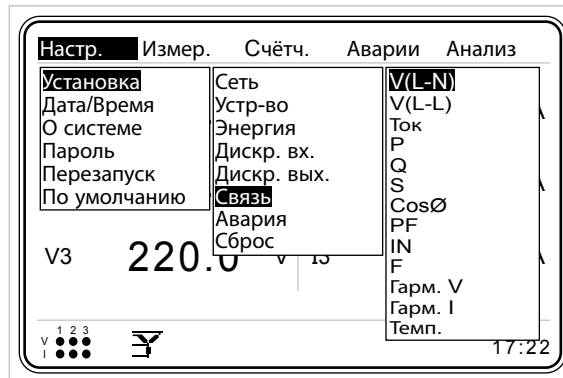 Настр. Измер. Счётч. Аварии Анализ
Установка
Дата/Время
О системе
Пароль
Перезапуск
По умолчанию
Сеть
Устр-во
Энергия
Дискр. вх.
Дискр. вых.
Связь
Авария
Сброс
V(L-N)
V(L-L)
Ток
P
Q
S
CosØ
PF
IN
F
Гарм. V
Гарм. I
Темп.
V3 220.0 V I3
1 2 3
V
I
17:22